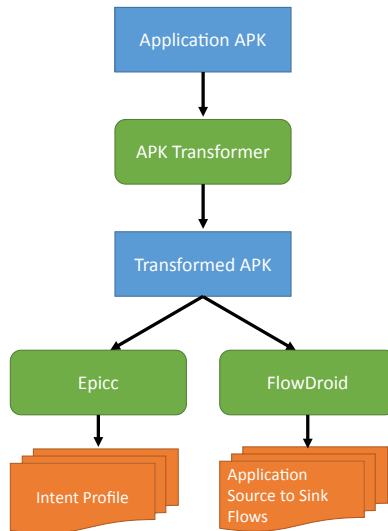 Application APK
APK Transformer
Transformed APK
Epicc
FlowDroid
Intent Profile
Application
Source to Sink
Flows